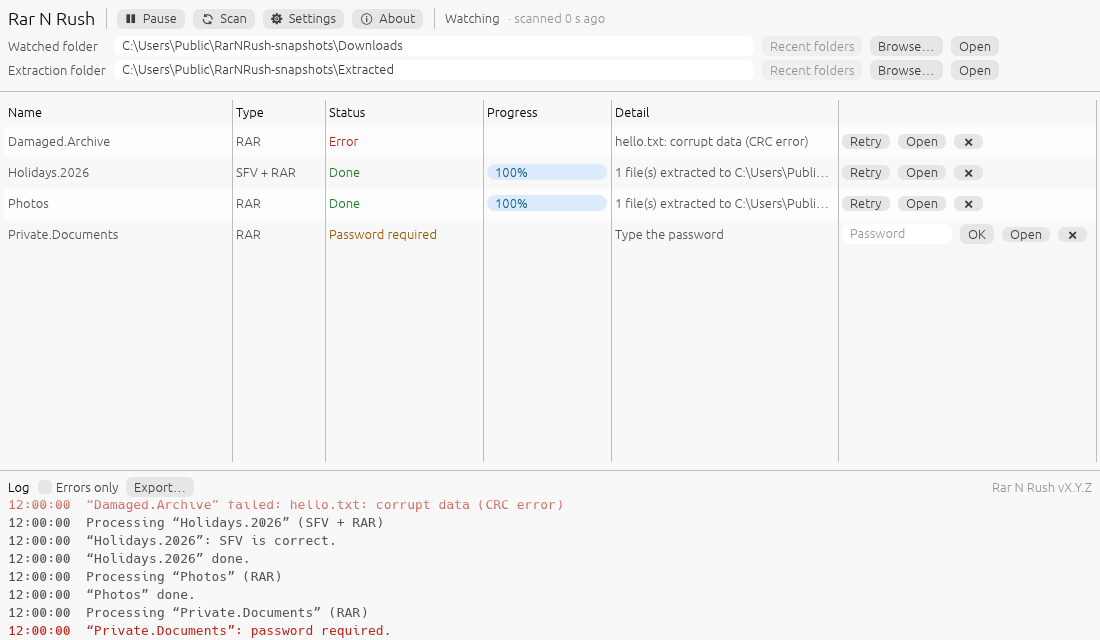 Rar N Rush Pause Scan Settings About Watching · scanned 0 s ago
Watched folder C:\Users\Public\RarNRush-snapshots\Downloads Recent folders Browse… Open
Extraction folder C:\Users\Public\RarNRush-snapshots\Extracted Recent folders Browse… Open
Name Type Status Progress Detail
Damaged.Archive RAR Error hello.txt: corrupt data (CRC error) Retry Open ×
Holidays.2026 SFV + RAR Done 100% 1 file(s) extracted to C:\Users\Publi… Retry Open ×
Photos RAR Done 100% 1 file(s) extracted to C:\Users\Publi… Retry Open ×
Private.Documents RAR Password required Type the password Password OK Open ×
Log Errors only Export… Rar N Rush vX.Y.Z
12:00:00 “Damaged.Archive” failed: hello.txt: corrupt data (CRC error)
12:00:00 Processing “Holidays.2026” (SFV + RAR)
12:00:00 “Holidays.2026”: SFV is correct.
12:00:00 “Holidays.2026” done.
12:00:00 Processing “Photos” (RAR)
12:00:00 “Photos” done.
12:00:00 Processing “Private.Documents” (RAR)
12:00:00 “Private.Documents”: password required.